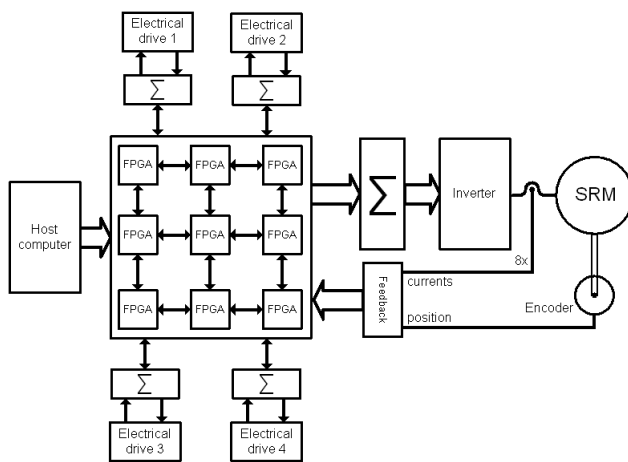 Electrical
drive 1
Electrical
drive 2
Σ
Σ
FPGA
FPGA
FPGA
Host
computer
FPGA
FPGA
FPGA
FPGA
FPGA
FPGA
Σ
Inverter
SRM
8x
currents
Feedback
position
Encoder
Σ
Σ
Electrical
drive 3
Electrical
drive 4